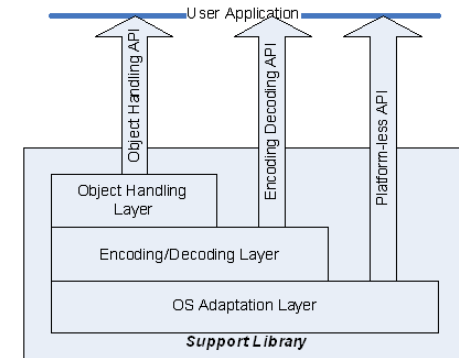 User Application
Object Handling API
Encoding Decoding API
Platform-less API
Object Handling
Layer
Encoding/Decoding Layer
OS Adaptation Layer
Support Library